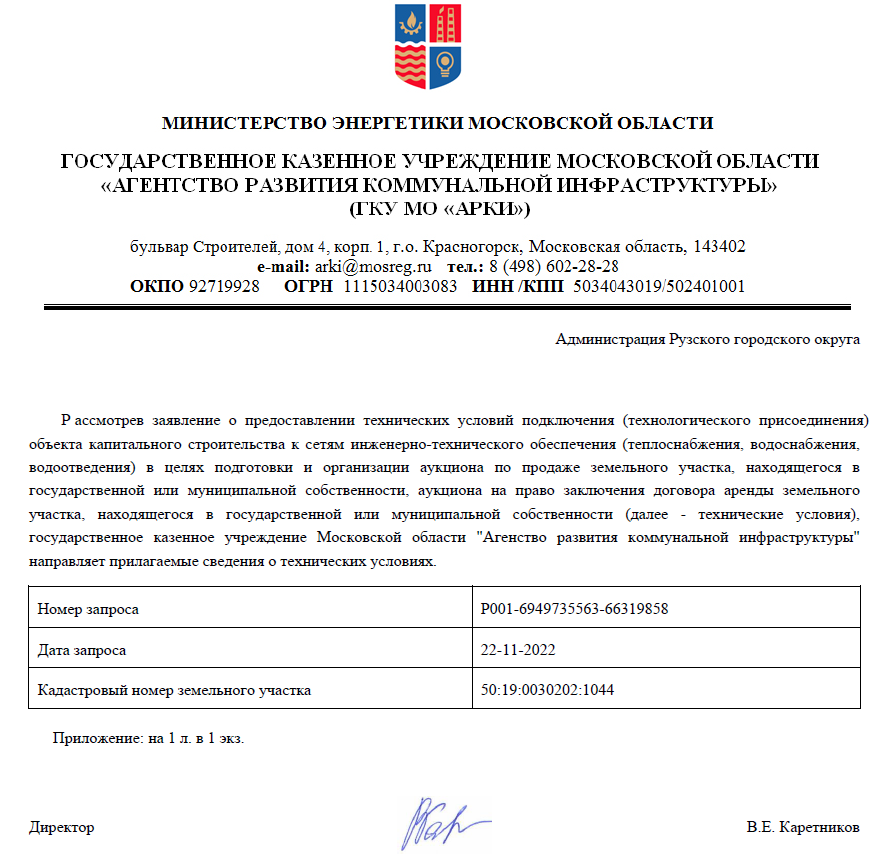 МИНИСТЕРСТВО ЭНЕРГЕТИКИ МОСКОВСКОЙ ОБЛАСТИ
ГОСУДАРСТВЕННОЕ КАЗЕННОЕ УЧРЕЖДЕНИЕ МОСКОВСКОЙ ОБЛАСТИ
«АГЕНТСТВО РАЗВИТИЯ КОММУНАЛЬНОЙ ИНФРАСТРУКТУРЫ»
(ГКУ МО «АРКИ»)
бульвар Строителей, дом 4, корп. 1, г.о. Красногорск, Московская область, 143402
e-mail: arki@mosreg.ru тел.: 8 (498) 602-28-28
ОКПО 92719928 ОГРН 1115034003083 ИНН /КПП 5034043019/502401001
Администрация Рузского городского округа
Рассмотрев заявление о предоставлении технических условий подключения (технологического присоединения)
объекта капитального строительства к сетям инженерно-технического обеспечения (теплоснабжения, водоснабжения,
водоотведения) в целях подготовки и организации аукциона по продаже земельного участка, находящегося в
государственной или муниципальной собственности, аукциона на право заключения договора аренды земельного
участка, находящегося в государственной или муниципальной собственности (далее - технические условия),
государственное казенное учреждение Московской области "Агенство развития коммунальной инфраструктуры"
направляет прилагаемые сведения о технических условиях.
Номер запроса P001-6949735563-66319858
Дата запроса 22-11-2022
Кадастровый номер земельного участка 50:19:0030202:1044
Приложение: на 1 л. в 1 экз.
Директор В.Е. Каретников